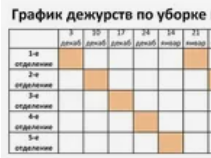 График дежурств по уборке
3 декаб 10 декаб 17 декаб 24 декаб 14 январ 21 январ
1-е отделение
2-е отделение
3-е отделение
4-е отделение
5-е отделение